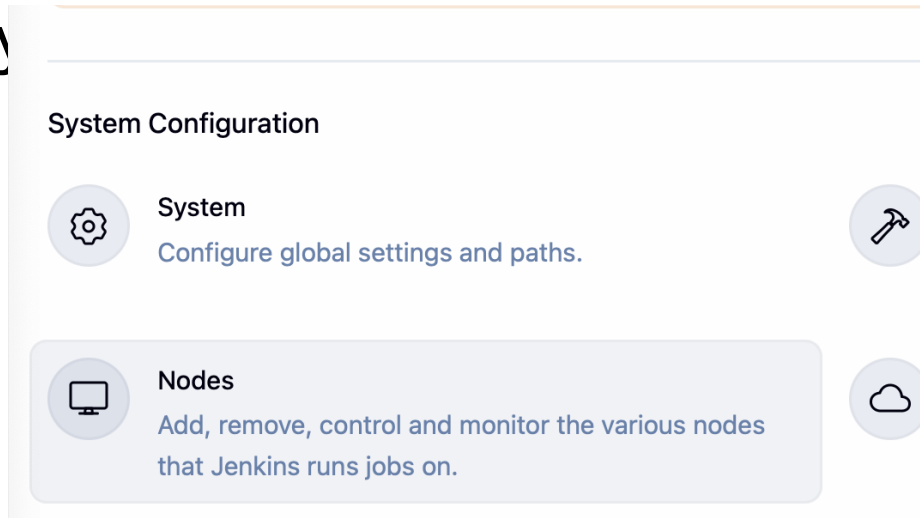 System Configuration
System
Configure global settings and paths.
Nodes
Add, remove, control and monitor the various nodes
that Jenkins runs jobs on.